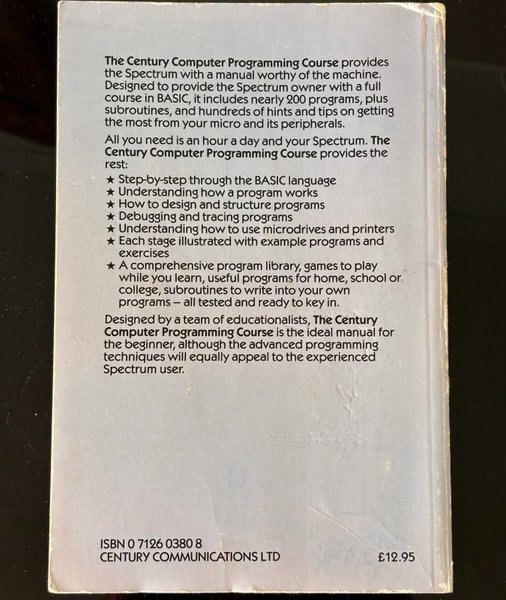 The Century Computer Programming Course provides
the Spectrum with a manual worthy of the machine.
Designed to provide the Spectrum owner with a full
course in BASIC, it includes nearly 200 programs, plus
subroutines, and hundreds of hints and tips on getting
the most from your micro and its peripherals.
All you need is an hour a day and your Spectrum. The
Century Computer Programming Course provides the
rest:
★ Step-by-step through the BASIC language
★ Understanding how a program works
★ How to design and structure programs
★ Debugging and tracing programs
★ Understanding how to use microdrives and printers
★ Each stage illustrated with example programs and
exercises
★ A comprehensive program library, games to play
while you learn, useful programs for home, school or
college, subroutines to write into your own
programs – all tested and ready to key in.
Designed by a team of educationalists, The Century
Computer Programming Course is the ideal manual for
the beginner, although the advanced programming
techniques will equally appeal to the experienced
Spectrum user.
ISBN 0 7126 0380 8
CENTURY COMMUNICATIONS LTD £12.95